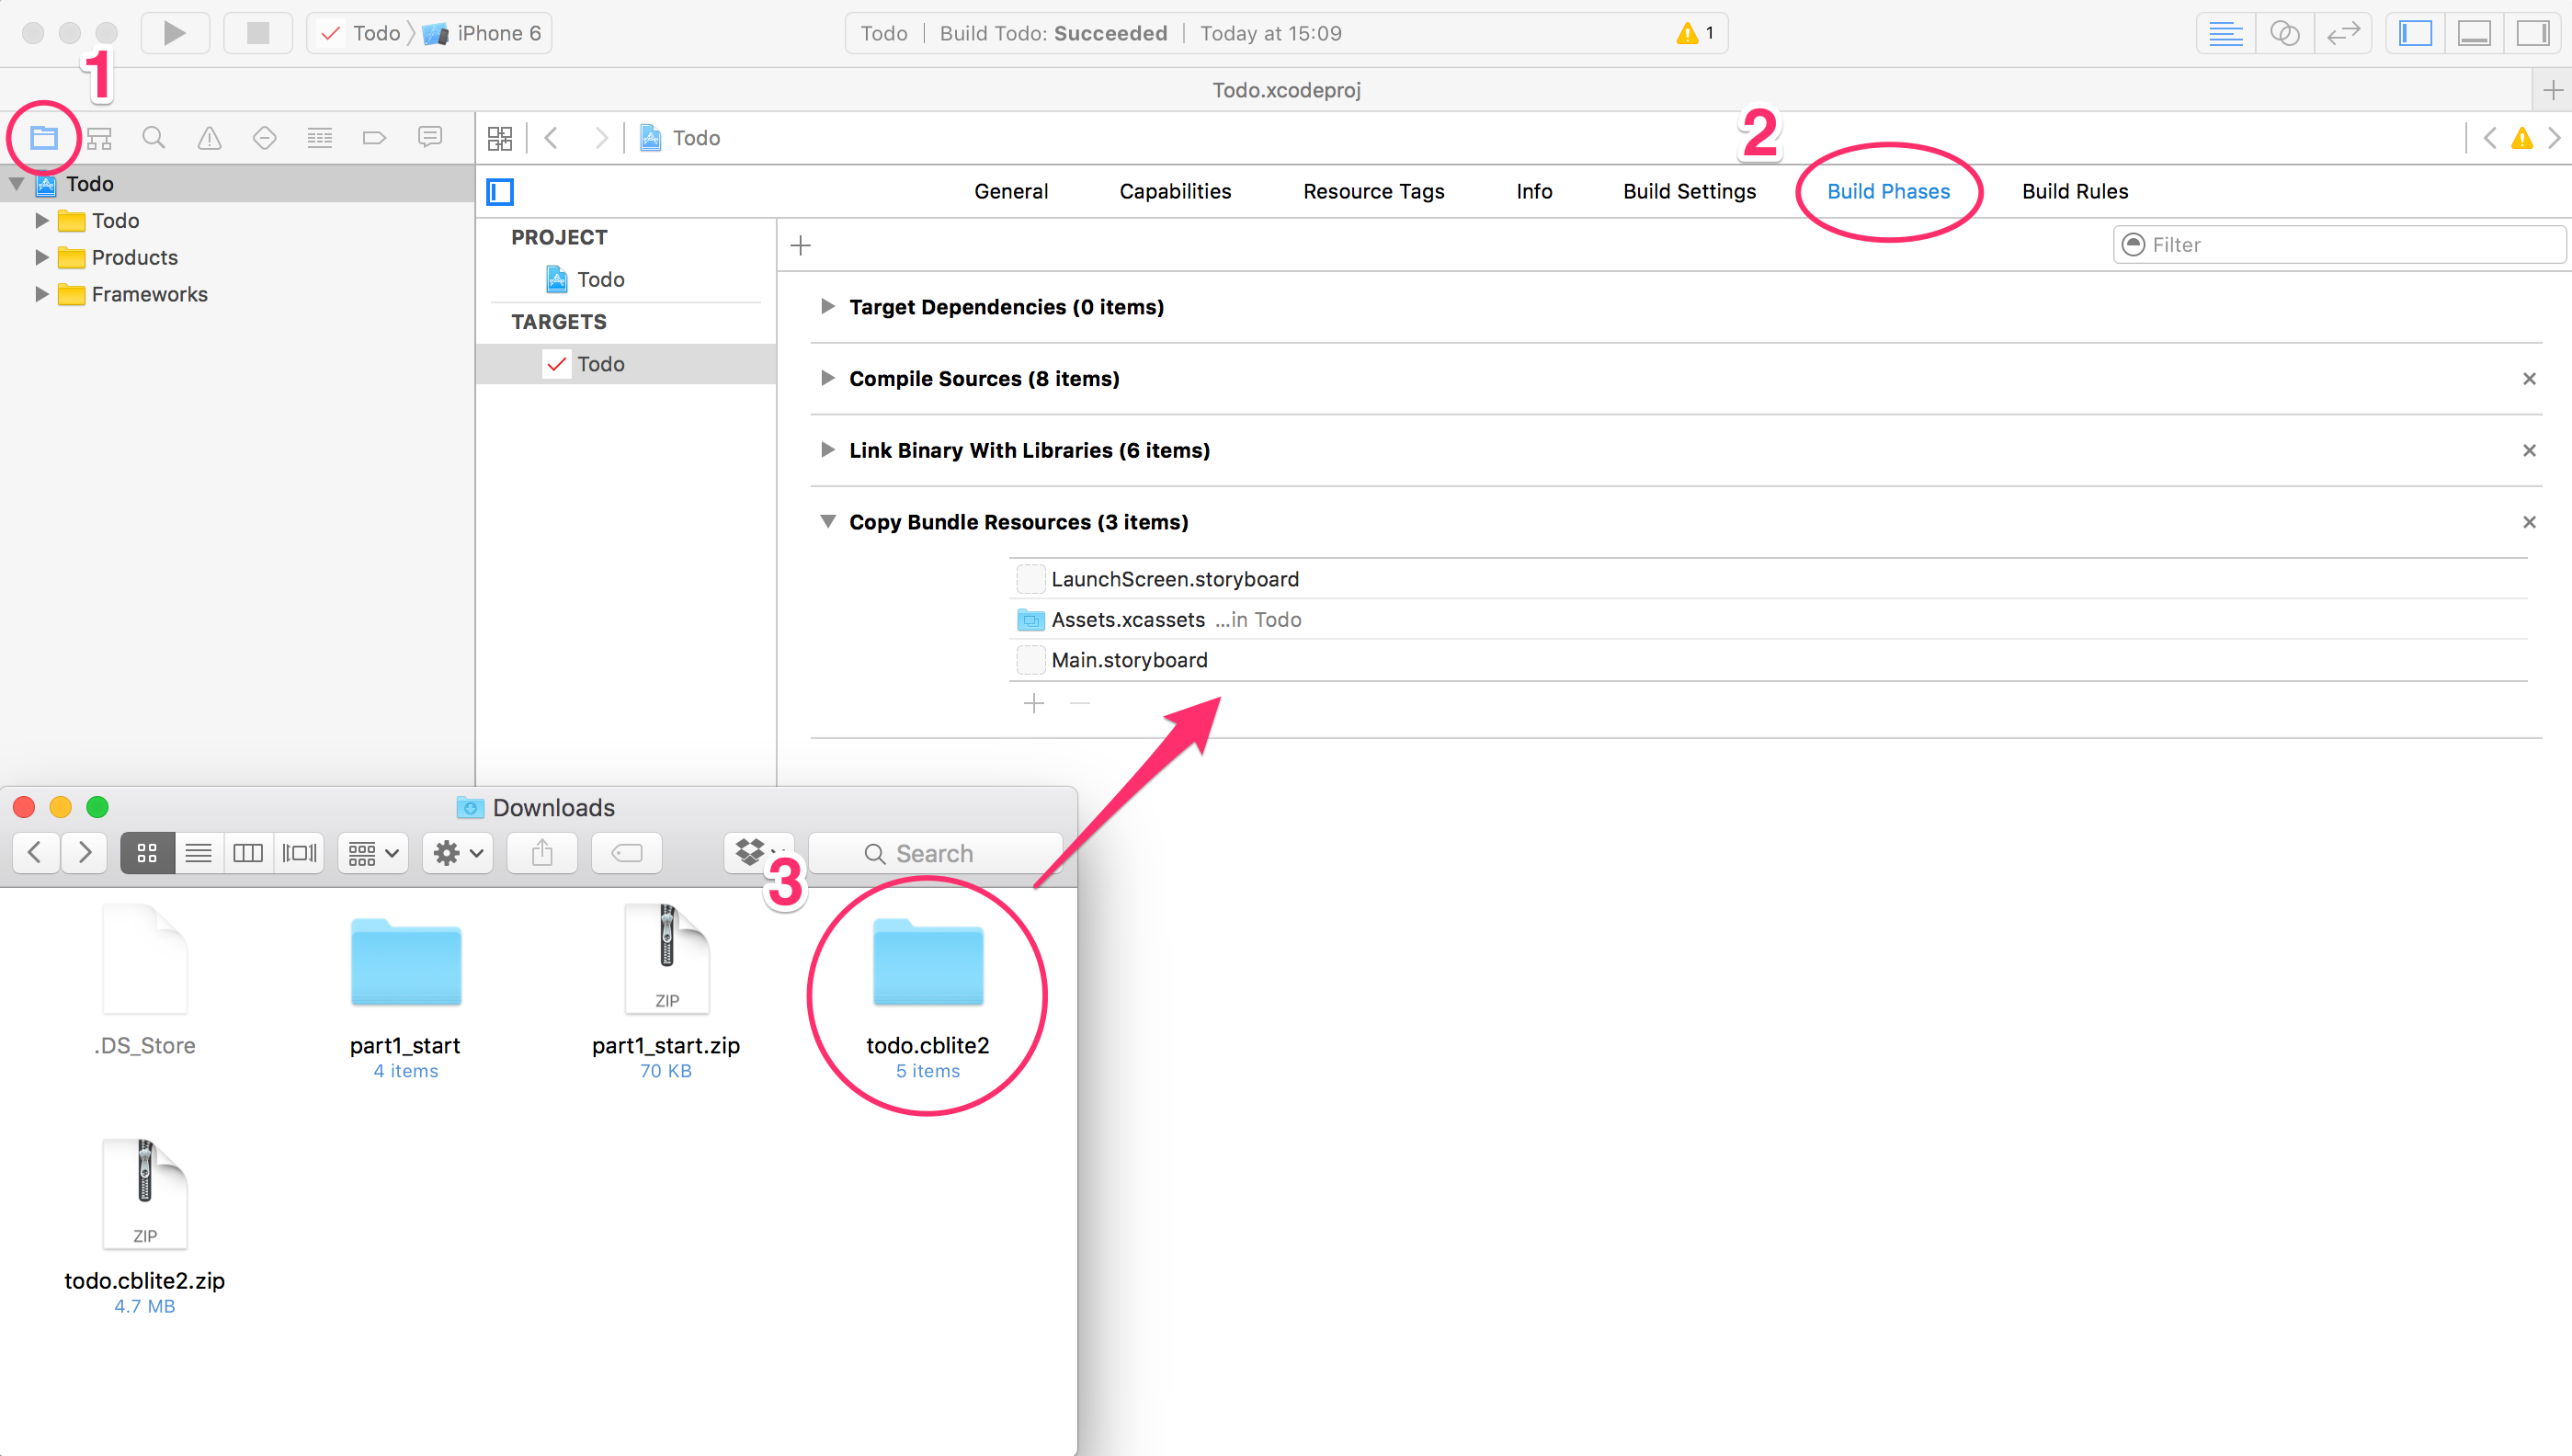 Todo iPhone 6
Todo Build Todo: Succeeded Today at 15:09 1
1
Todo.xcodeproj
2
Todo
Todo
Todo
Products
Frameworks
General Capabilities Resource Tags Info Build Settings Build Phases Build Rules
PROJECT
Todo
TARGETS
Todo
Filter
Target Dependencies (0 items)
Compile Sources (8 items)
Link Binary With Libraries (6 items)
Copy Bundle Resources (3 items)
LaunchScreen.storyboard
Assets.xcassets ...in Todo
Main.storyboard
Downloads
Search
3
ZIP
.DS_Store
part1_start
4 items
part1_start.zip
70 KB
todo.cblite2
5 items
ZIP
todo.cblite2.zip
4.7 MB